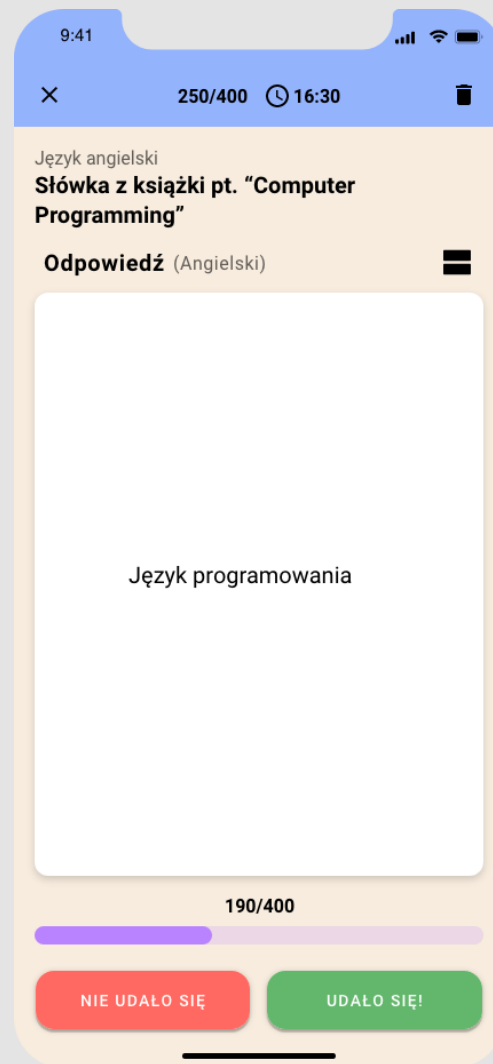 9:41
250/400 16:30
Język angielski
Słówka z książki pt. “Computer
Programming”
Odpowiedź (Angielski)
Język programowania
190/400
NIE UDAŁO SIĘ UDAŁO SIĘ!